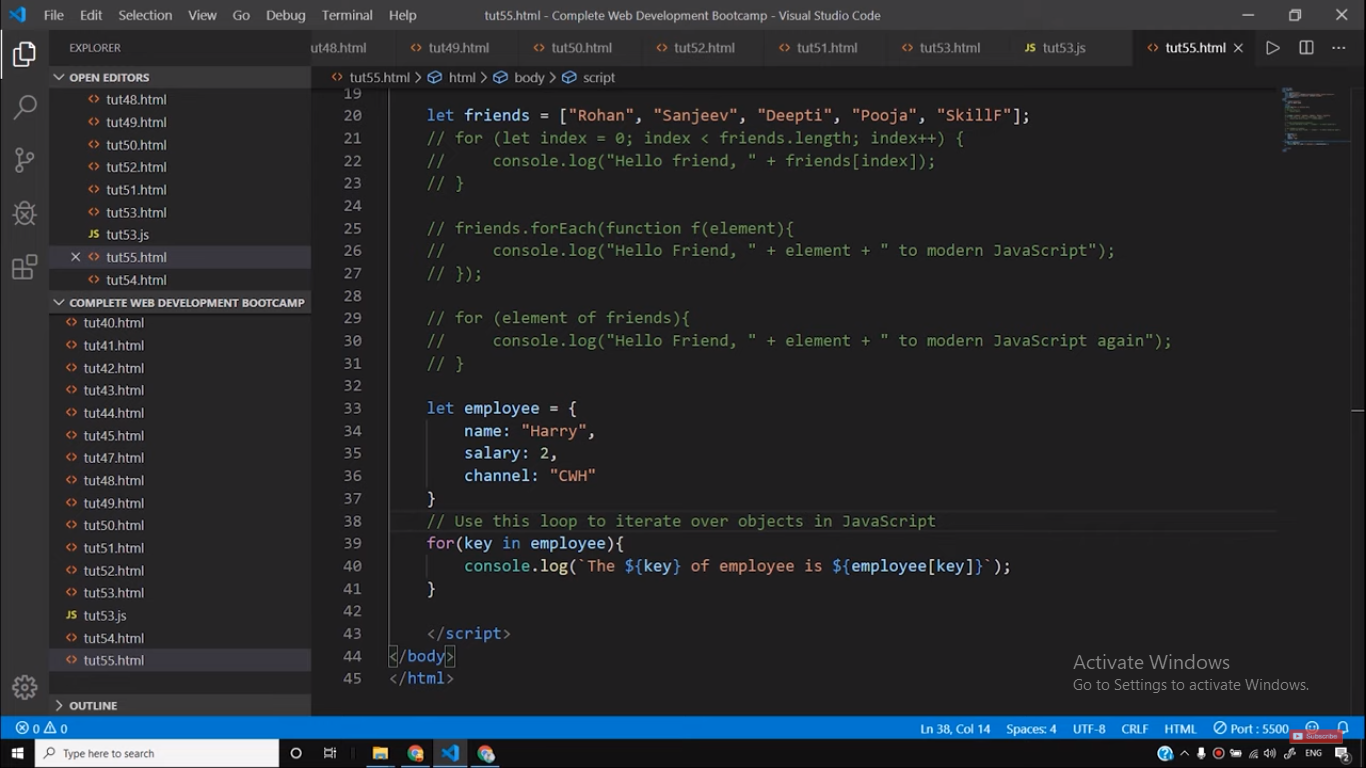 File Edit Selection View Go Debug Terminal Help tut55.html - Complete Web Development Bootcamp - Visual Studio Code
EXPLORER
ut48.html tut49.html tut50.html tut52.html tut51.html tut53.html JS tut53.js tut55.html
OPEN EDITORS
tut48.html
tut49.html
tut50.html
tut52.html
tut51.html
tut53.html
JS tut53.js
tut55.html
tut54.html
COMPLETE WEB DEVELOPMENT BOOTCAMP
tut40.html
tut41.html
tut42.html
tut43.html
tut44.html
tut45.html
tut47.html
tut48.html
tut49.html
tut50.html
tut51.html
tut52.html
tut53.html
JS tut53.js
tut54.html
tut55.html
OUTLINE
tut55.html > html > body > script
19
20 let friends = ["Rohan", "Sanjeev", "Deepti", "Pooja", "SkillF"];
21 // for (let index = 0; index < friends.length; index++) {
22 //     console.log("Hello friend, " + friends[index]);
23 // }
24
25 // friends.forEach(function f(element){
26 //     console.log("Hello Friend, " + element + " to modern JavaScript");
27 // });
28
29 // for (element of friends){
30 //     console.log("Hello Friend, " + element + " to modern JavaScript again");
31 // }
32
33 let employee = {
34     name: "Harry",
35     salary: 2,
36     channel: "CWH"
37 }
38 // Use this loop to iterate over objects in JavaScript
39 for(key in employee){
40     console.log(`The ${key} of employee is ${employee[key]}`);
41 }
42
43 </script>
44 </body>
45 </html>
Activate Windows
Go to Settings to activate Windows.
0 0 Ln 38, Col 14 Spaces: 4 UTF-8 CRLF HTML Port : 5500
Subscribe
Type here to search
ENG
2